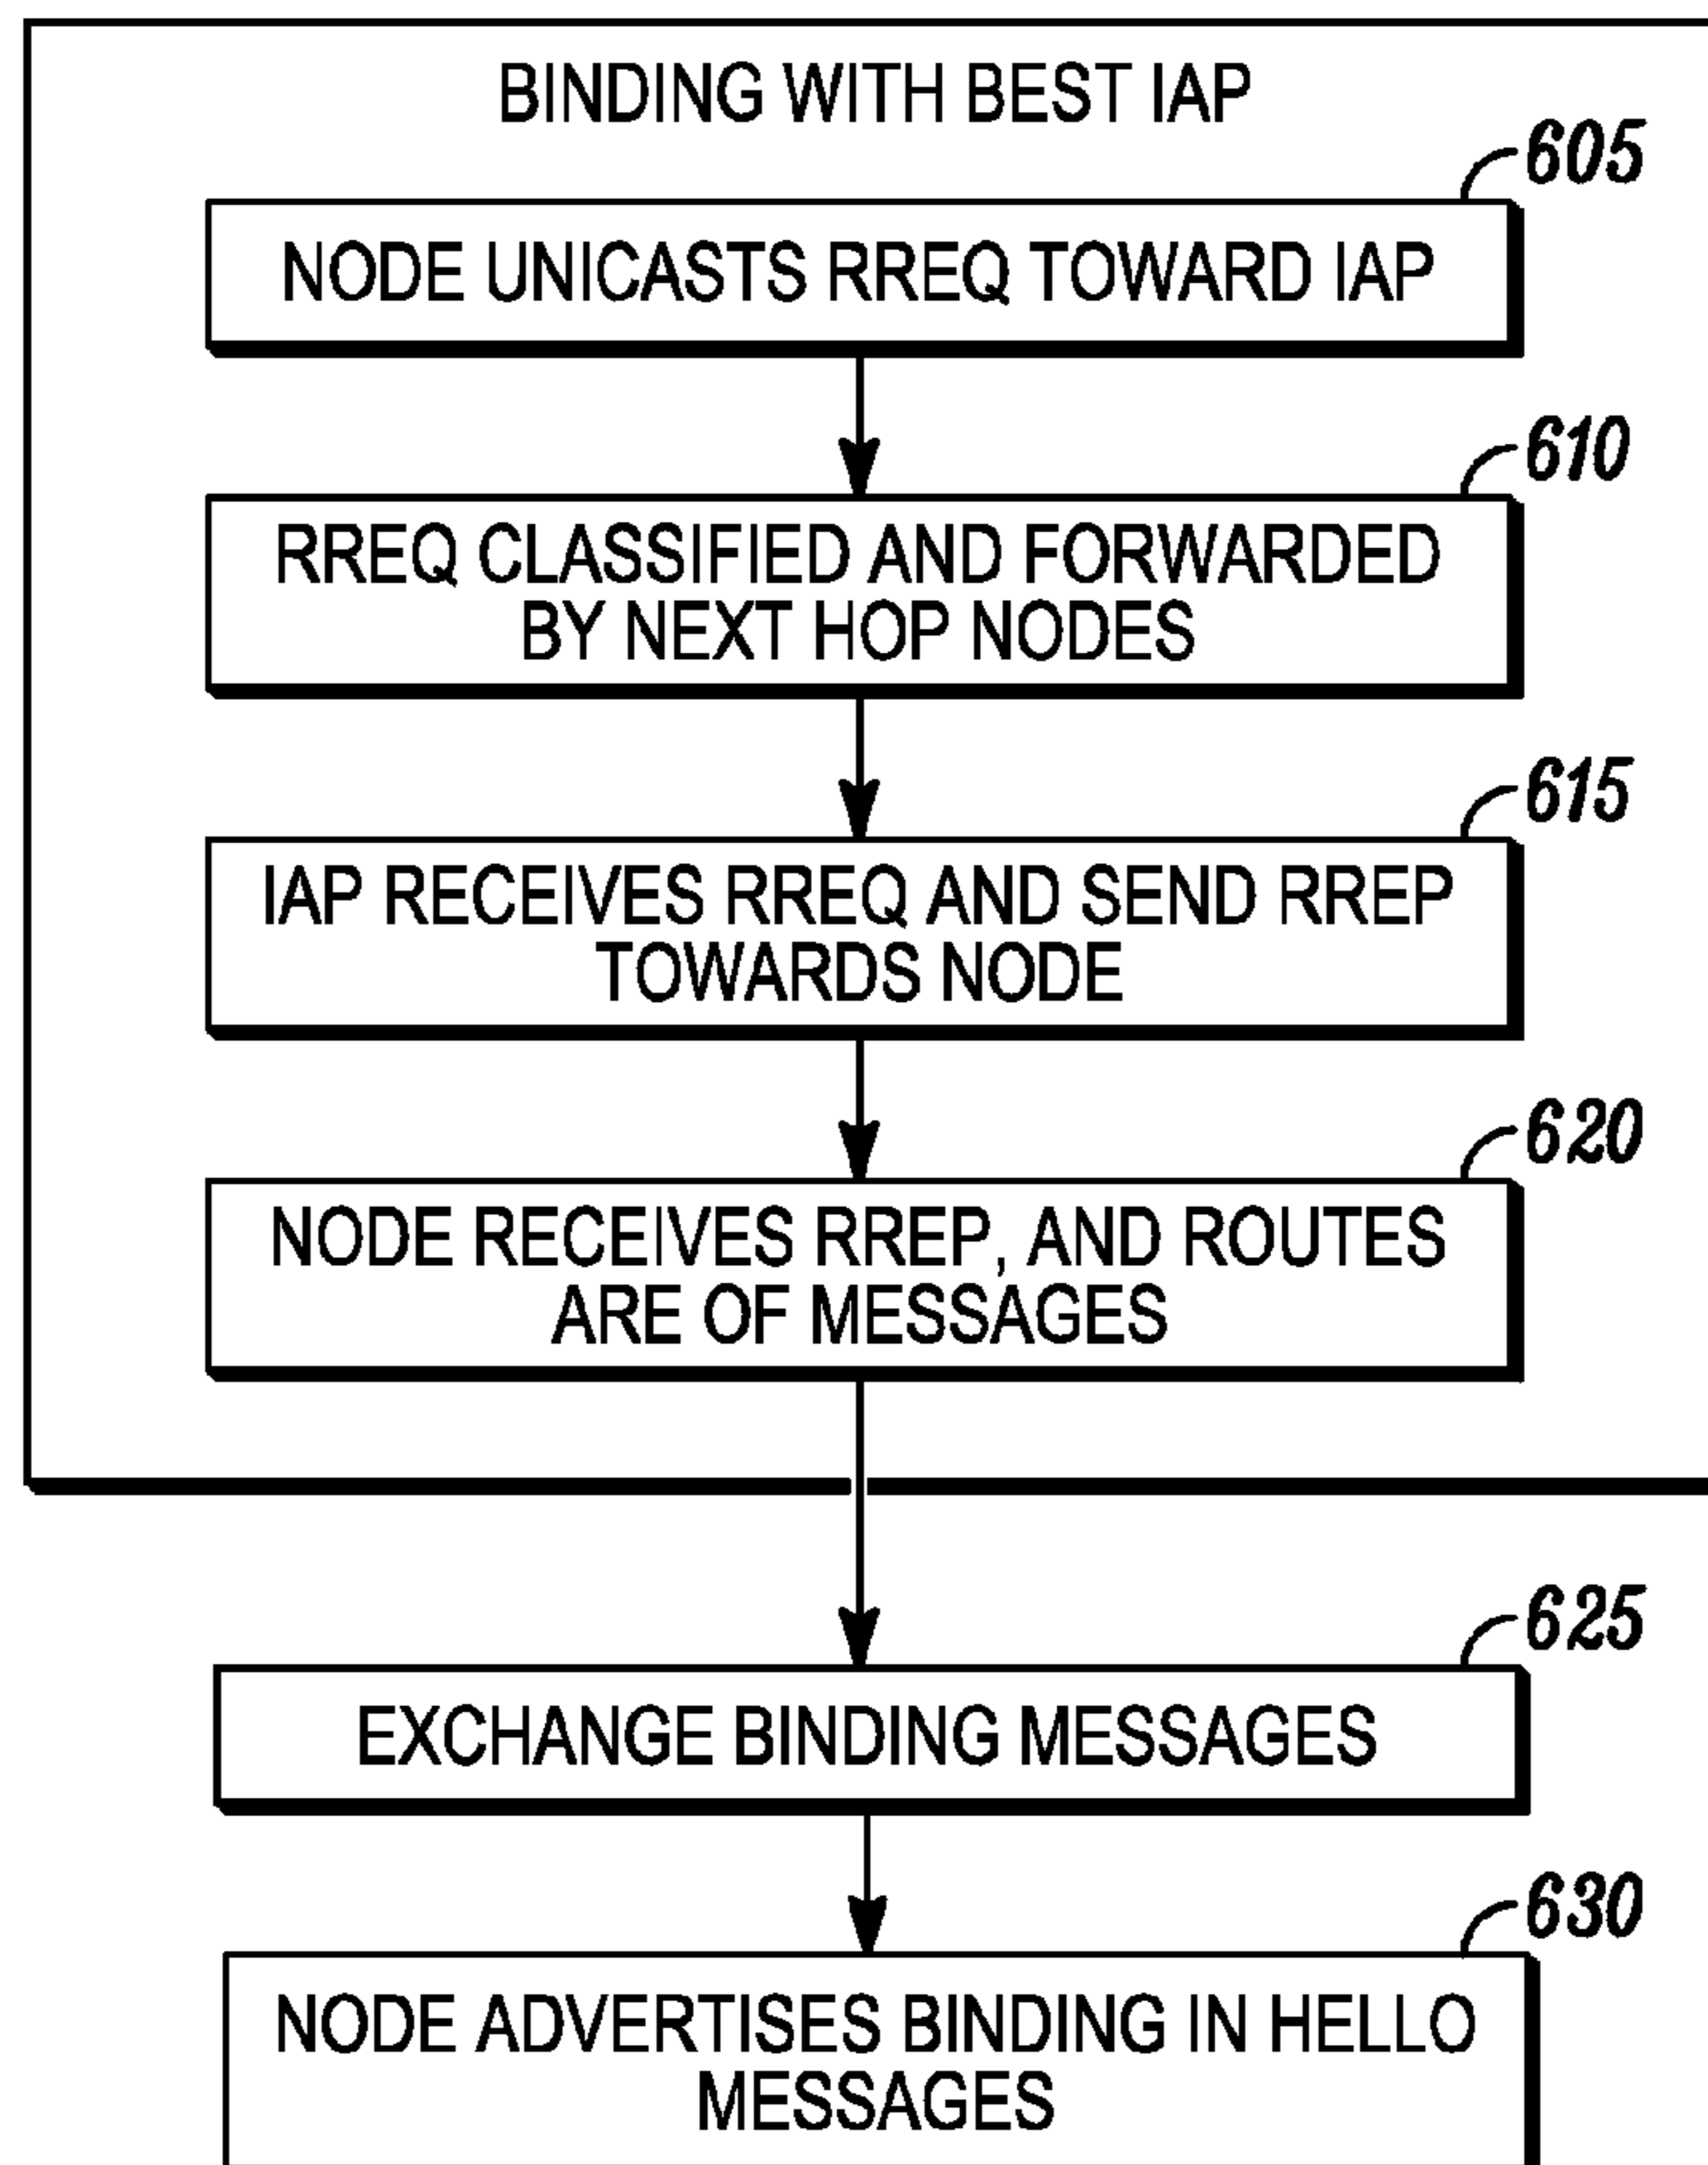 BINDING WITH BEST IAP
605
NODE UNICASTS RREQ TOWARD IAP
610
RREQ CLASSIFIED AND FORWARDED
BY NEXT HOP NODES
615
IAP RECEIVES RREQ AND SEND RREP
TOWARDS NODE
620
NODE RECEIVES RREP, AND ROUTES
ARE OF MESSAGES
625
EXCHANGE BINDING MESSAGES
630
NODE ADVERTISES BINDING IN HELLO
MESSAGES